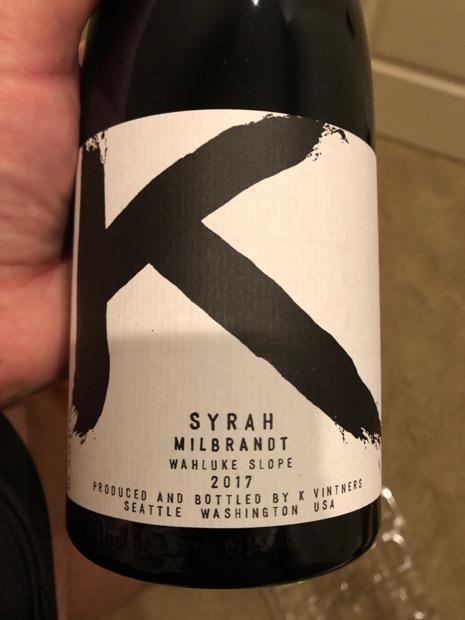 K
SYRAH
MILBRANDT
WAHLUKE SLOPE
2017
PRODUCED AND BOTTLED BY K VINTNERS
SEATTLE WASHINGTON USA